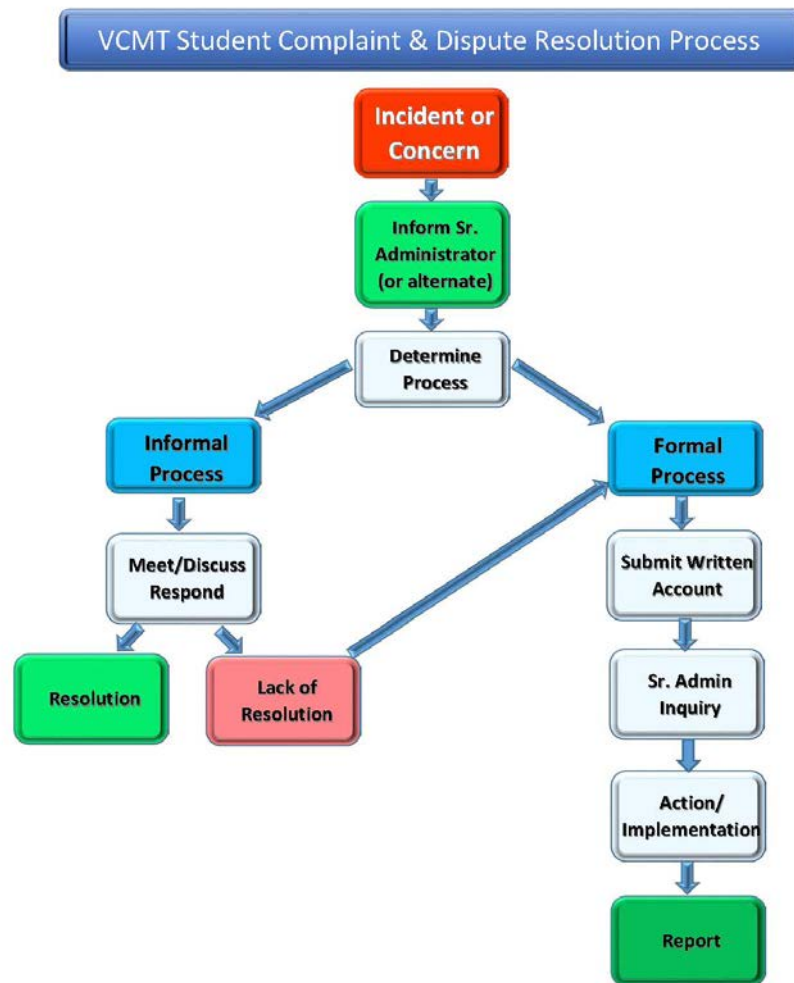 VCMT Student Complaint & Dispute Resolution Process
Incident or
Concern
Inform Sr.
Administrator
(or alternate)
Determine
Process
Informal
Process
Formal
Process
Meet/Discuss
Respond
Submit Written
Account
Resolution
Lack of
Resolution
Sr. Admin
Inquiry
Action/
Implementation
Report